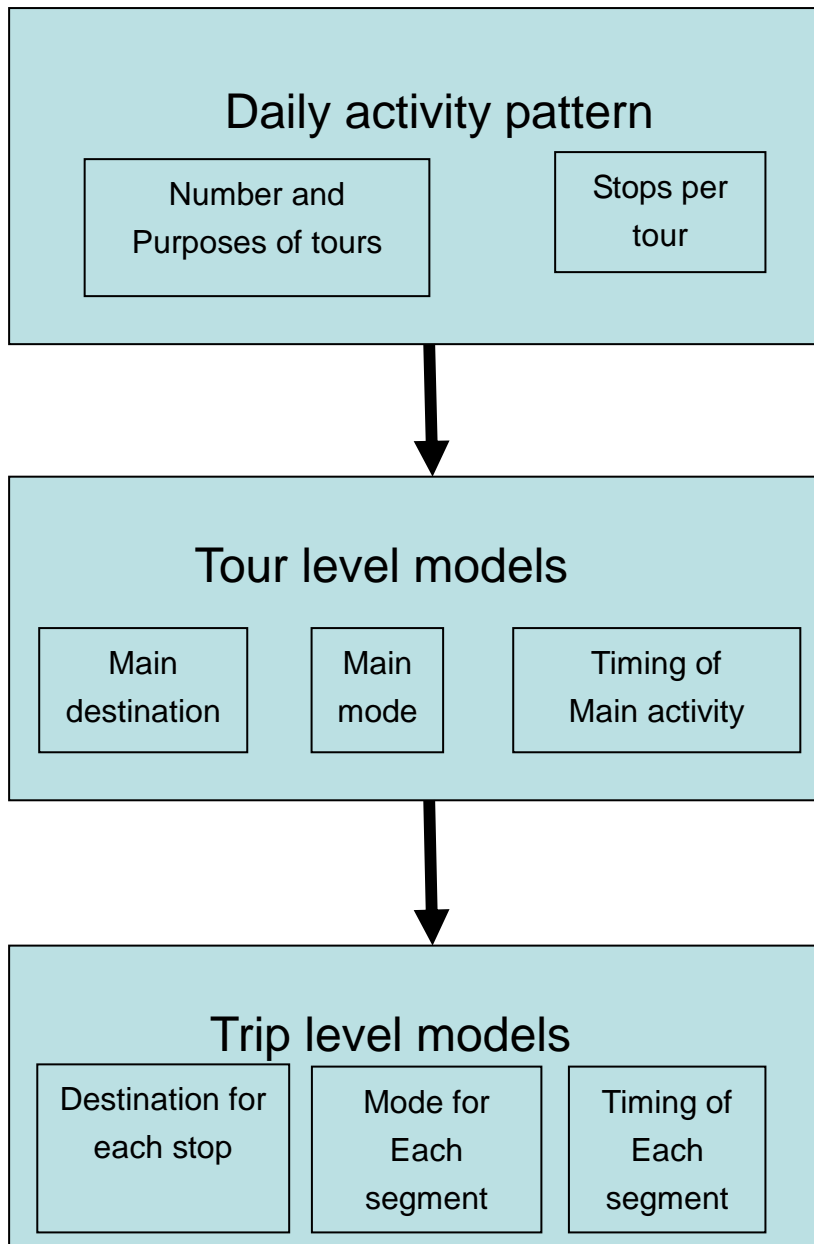 Daily activity pattern
Number and
Purposes of tours
Stops per
tour
Tour level models
Main
destination
Main
mode
Timing of
Main activity
Trip level models
Destination for
each stop
Mode for
Each
segment
Timing of
Each
segment